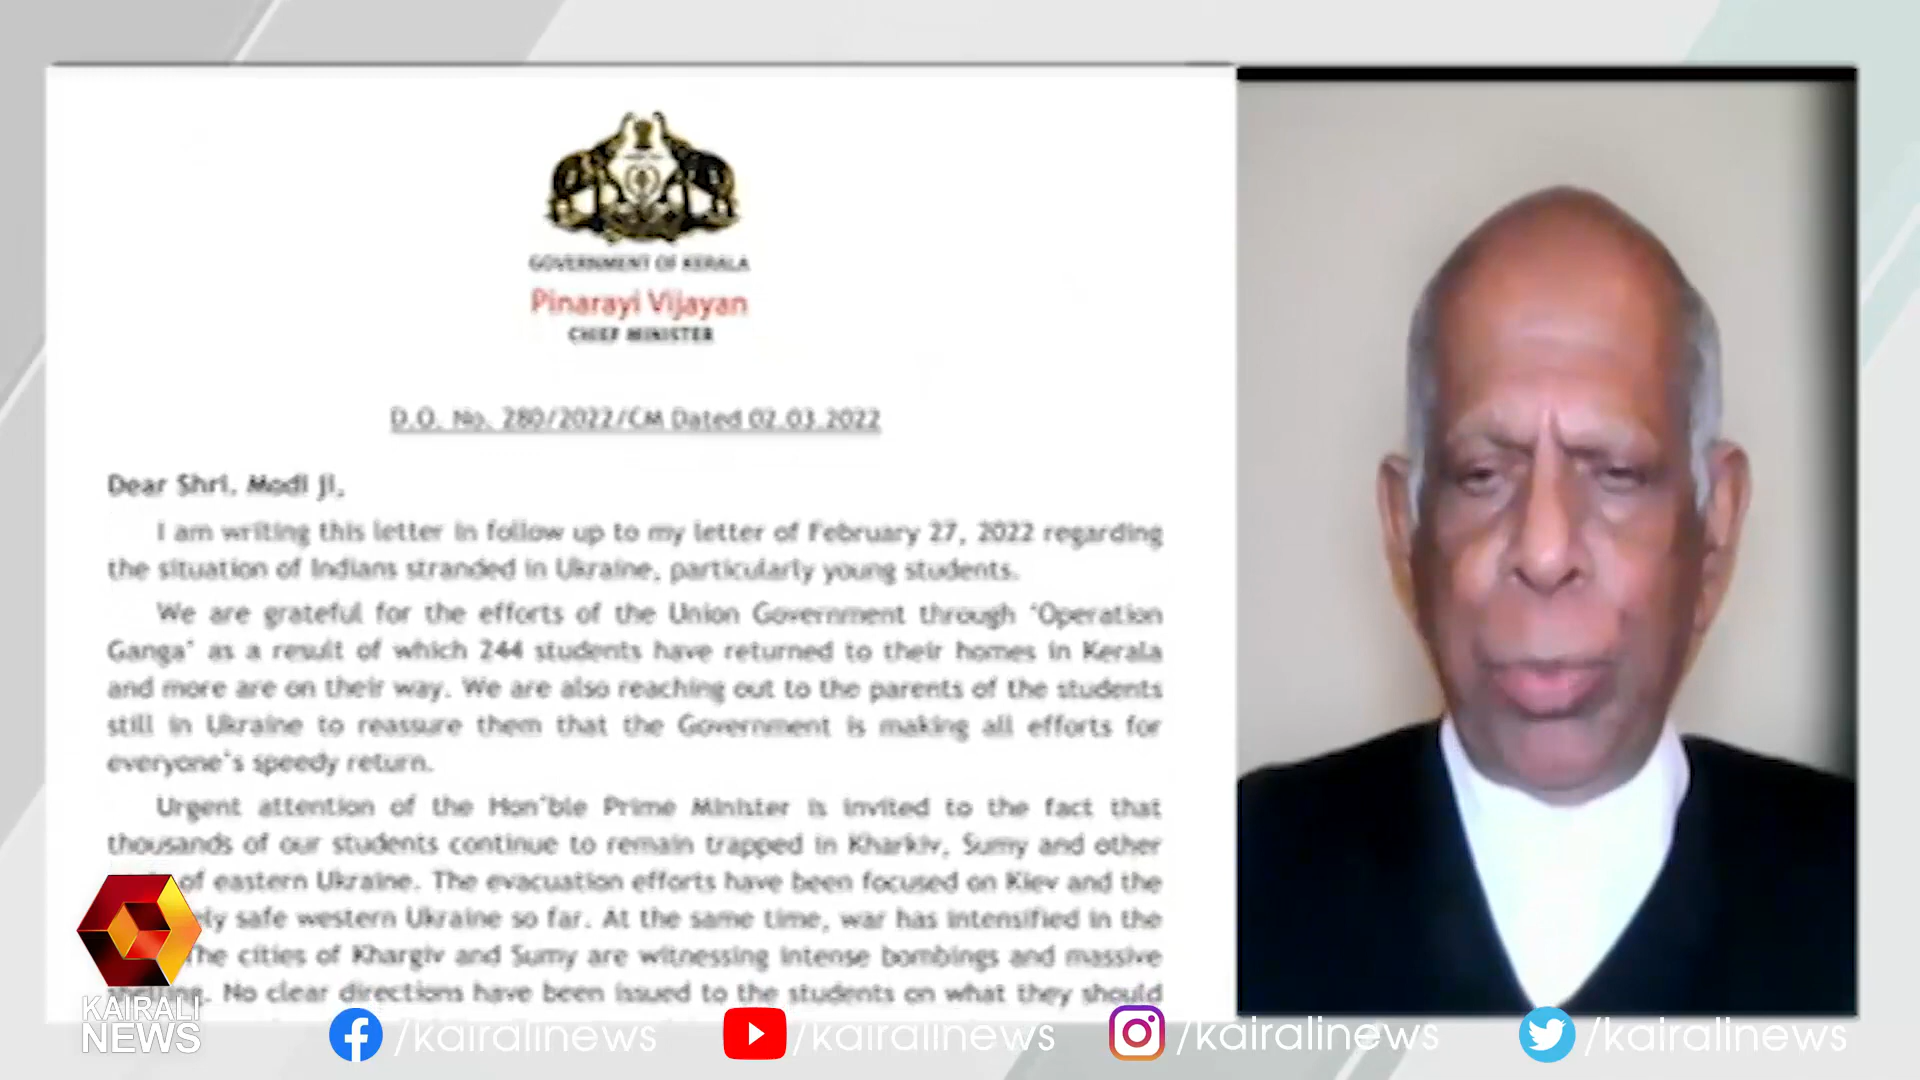 GOVERNMENT OF KERALA
Pinarayi Vijayan
CHIEF MINISTER
D.O. No. 280/2022/CM Dated 02.03.2022
Dear Shri. Modi ji,
I am writing this letter in follow up to my letter of February 27, 2022 regarding
the situation of Indians stranded in Ukraine, particularly young students.
We are grateful for the efforts of the Union Government through 'Operation
Ganga' as a result of which 244 students have returned to their homes in Kerala
and more are on their way. We are also reaching out to the parents of the students
still in Ukraine to reassure them that the Government is making all efforts for
everyone's speedy return.
Urgent attention of the Hon'ble Prime Minister is invited to the fact that
thousands of our students continue to remain trapped in Kharkiv, Sumy and other
of eastern Ukraine. The evacuation efforts have been focused on Kiev and the
safe western Ukraine so far. At the same time, war has intensified in the
The cities of Khargiv and Sumy are witnessing intense bombings and massive
shelling. No clear directions have been issued to the students on what they should
KAIRALI
NEWS
/kairalinews
/kairalinews
/kairalinews
/kairalinews